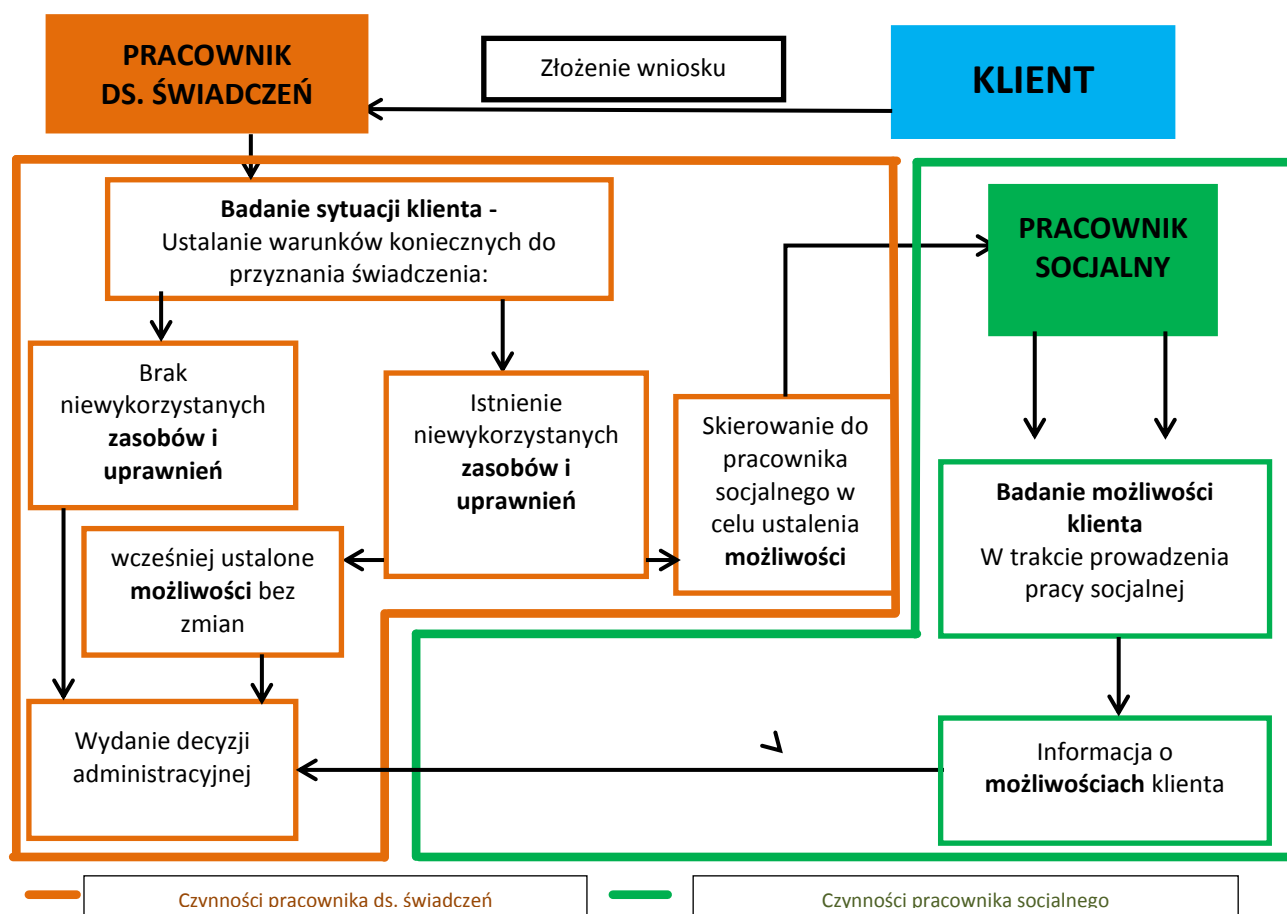 PRACOWNIK
DS. ŚWIADCZEŃ
Złożenie wniosku
KLIENT
Badanie sytuacji klienta -
Ustalanie warunków koniecznych do
przyznania świadczenia:
PRACOWNIK
SOCJALNY
Brak
niewykorzystanych
zasobów i
uprawnień
Istnienie
niewykorzystanych
zasobów i
uprawnień
Skierowanie do
pracownika
socjalnego w
celu ustalenia
możliwości
Badanie możliwości
klienta
W trakcie prowadzenia
pracy socjalnej
wcześniej ustalone
możliwości bez
zmian
Wydanie decyzji
administracyjnej
Informacja o
możliwościach klienta
Czynności pracownika ds. świadczeń
Czynności pracownika socjalnego